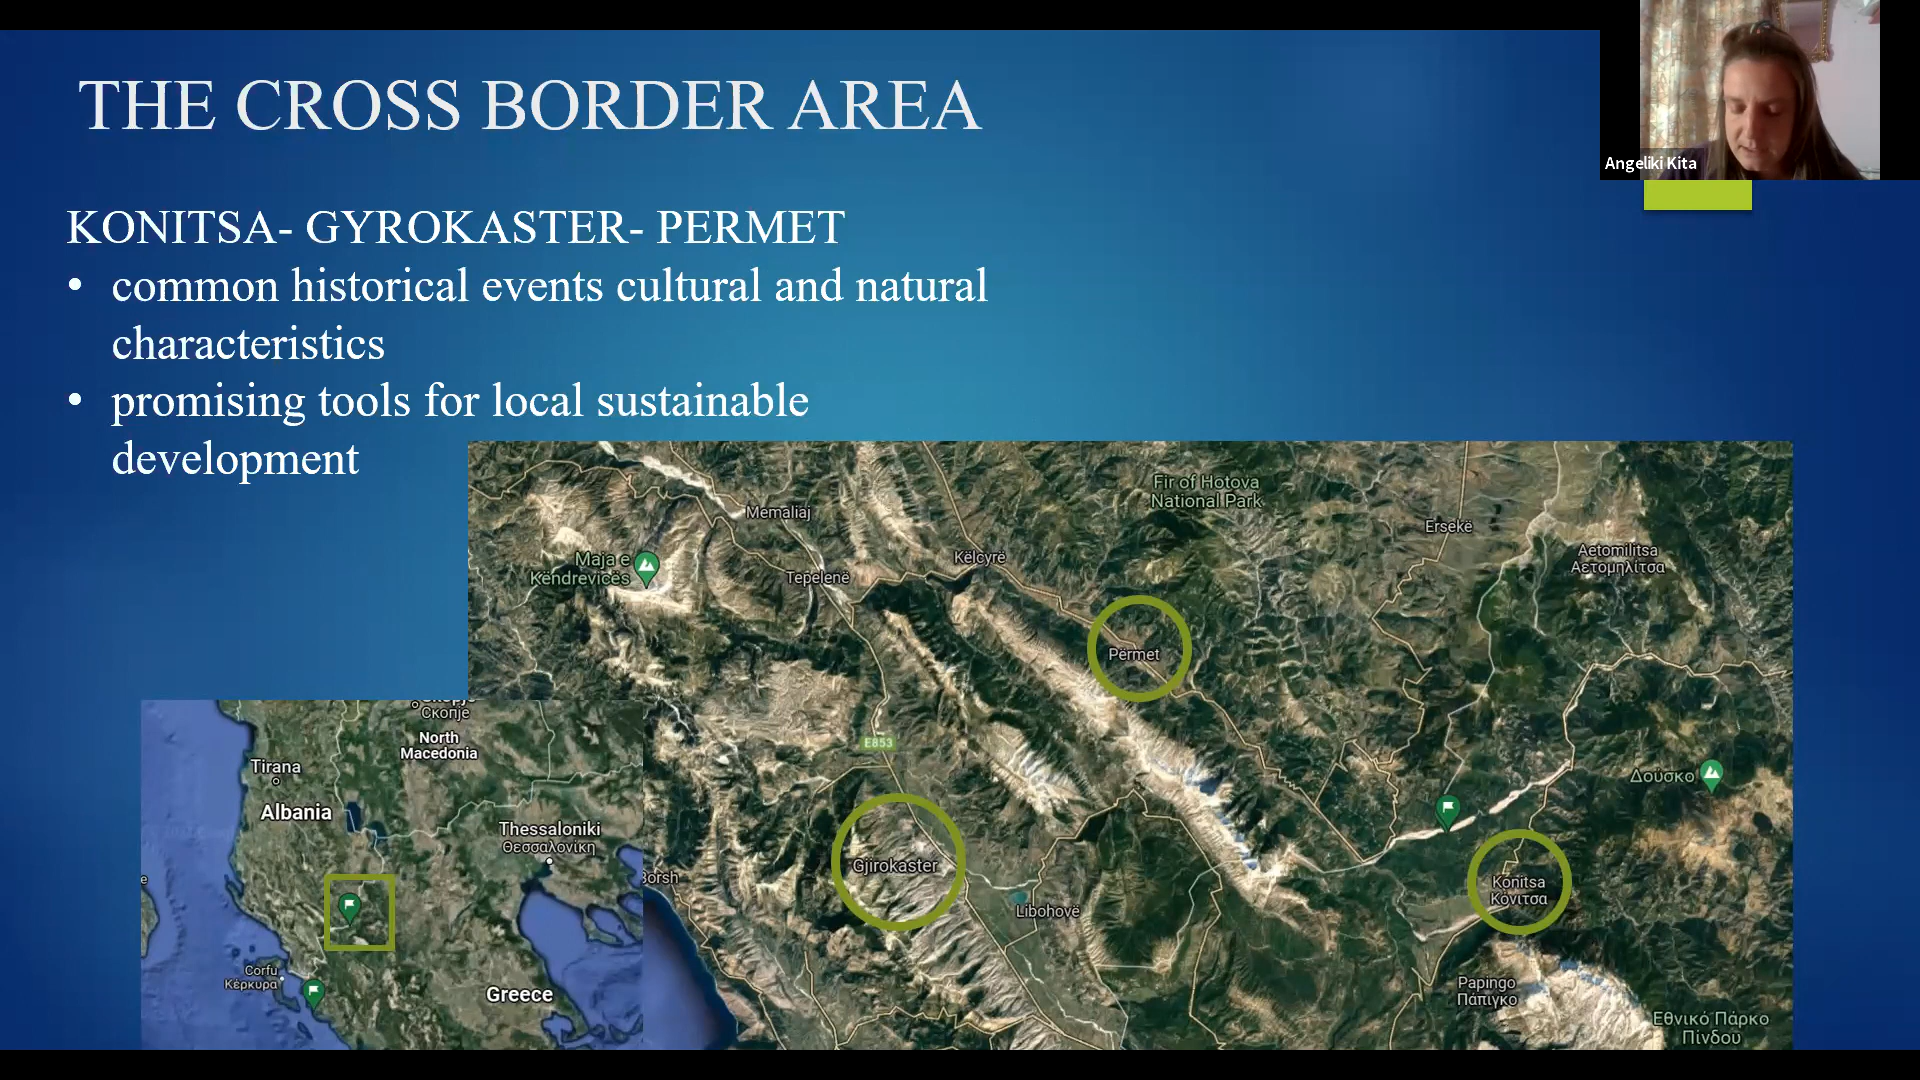 THE CROSS BORDER AREA
Angeliki Kita
KONITSA- GYROKASTER- PERMET
• common historical events cultural and natural
characteristics
• promising tools for local sustainable
development
Fir of Hotova
National Park
Memaliaj
Ersekë
Maja e
Këndrevicës
Tepelenë
Këlcyrë
Aetomilitsa
Αετομηλίτσα
Përmet
E853
Δούσκο
Gjirokaster
Borsh
Libohovë
Konitsa
Κόνιτσα
Papingo
Πάπιγκο
Εθνικό Πάρκο
Πίνδου
Скопје
North
Macedonia
Tirana
Albania
Thessaloniki
Θεσσαλονίκη
e
Corfu
Κέρκυρα
Greece